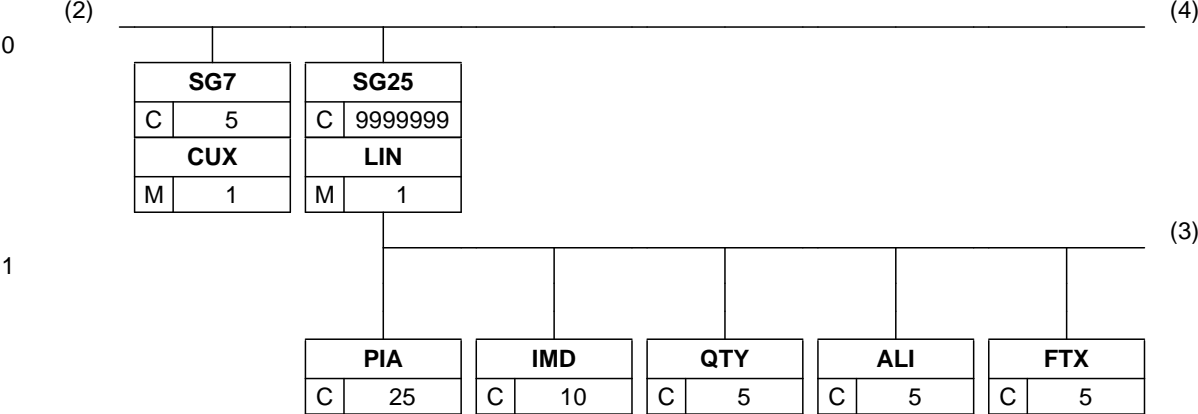 (2) (4)
0
SG7 SG25
C 5 C 9999999
CUX LIN
M 1 M 1
(3)
1
PIA IMD QTY ALI FTX
C 25 C 10 C 5 C 5 C 5